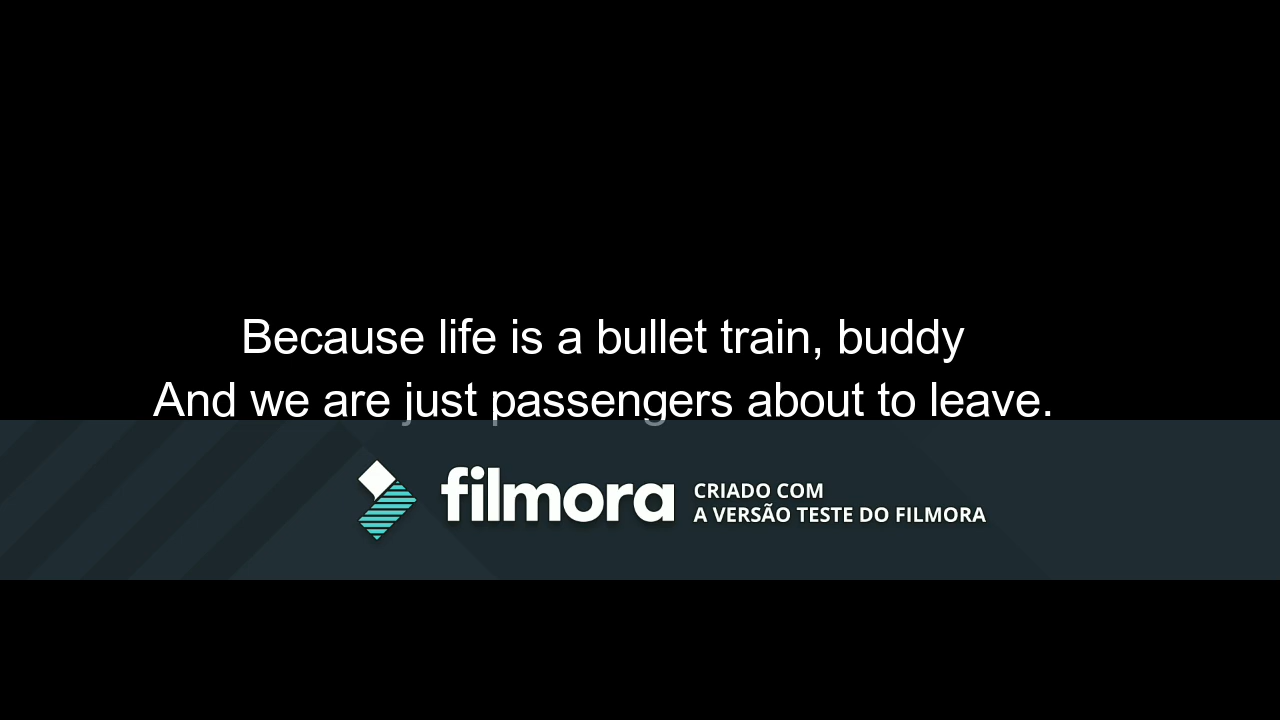 Because life is a bullet train, buddy
And we are just passengers about to leave.
filmora
CRIADO COM
A VERSÃO TESTE DO FILMORA